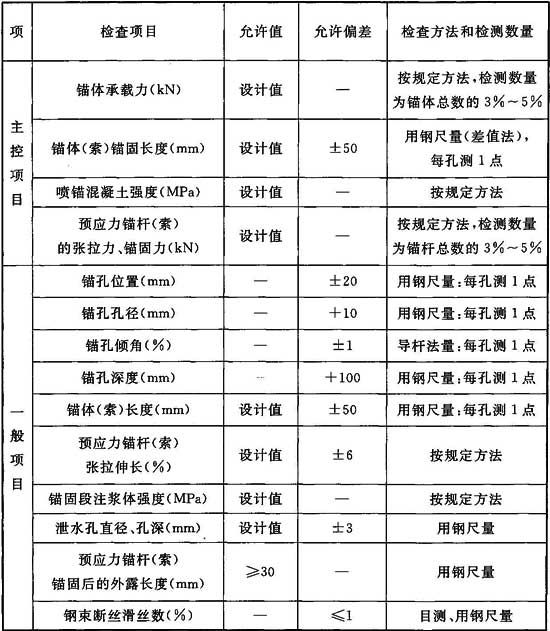 项 检查项目 允许值 允许偏差 检查方法和检测数量
主控项目
锚体承载力(kN) 设计值 — 按规定方法,检测数量
为锚体总数的3%~5%
锚体(索)锚固长度(mm) 设计值 ±50 用钢尺量(差值法),
每孔测1点
喷锚混凝土强度(MPa) 设计值 — 按规定方法
预应力锚杆(索)
的张拉力、锚固力(kN) 设计值 — 按规定方法,检测数量
为锚杆总数的3%~5%
一般项目
锚孔位置(mm) — ±20 用钢尺量:每孔测1点
锚孔孔径(mm) — +10 用钢尺量:每孔测1点
锚孔倾角(%) — ±1 导杆法量:每孔测1点
锚孔深度(mm) — +100 用钢尺量:每孔测1点
锚体(索)长度(mm) 设计值 ±50 用钢尺量:每孔测1点
预应力锚杆(索)
张拉伸长(%) 设计值 ±6 按规定方法
锚固段注浆体强度(MPa) 设计值 — 按规定方法
泄水孔直径、孔深(mm) 设计值 ±3 用钢尺量
预应力锚杆(索)
锚固后的外露长度(mm) ≥30 — 用钢尺量
钢束断丝滑丝数(%) — ≤1 目测、用钢尺量